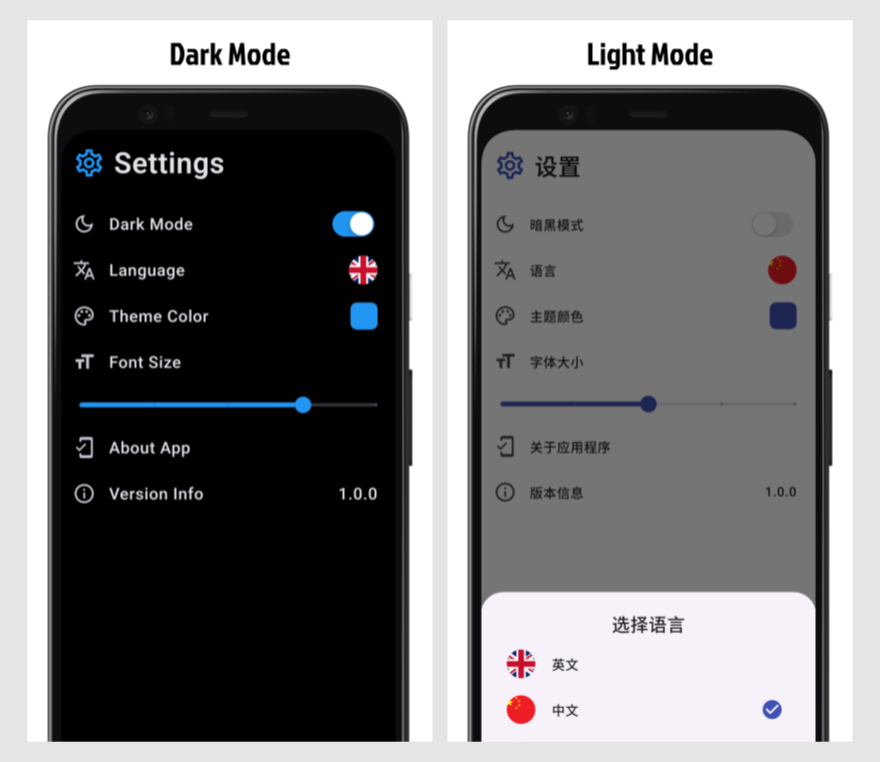 Dark Mode
Settings
Dark Mode
Language
Theme Color
Font Size
About App
Version Info 1.0.0
Light Mode
设置
暗黑模式
语言
主题颜色
字体大小
关于应用程序
版本信息 1.0.0
选择语言
英文
中文